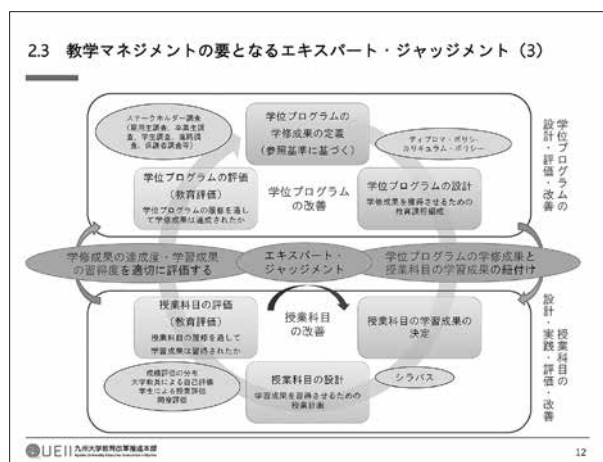 2.3 教学マネジメントの要となるエキスパート・ジャッジメント（3）
ステークホルダー調査
（雇用主調査、卒業生調
査、学生調査、進路調
査、保護者調査等）
学位プログラムの
学修成果の定義
（参照基準に基づく）
ディプロマ・ポリシー
カリキュラム・ポリシー
学位プログラムの評価
（教育評価）
学位プログラムの履修を通し
て学修成果は達成されたか
学位プログラム
の改善
学位プログラムの設計
学修成果を獲得させるための
教育課程編成
学位プログラムの
設計・評価・改善
学修成果の達成度・学習成果
の習得度を適切に評価する
エキスパート・
ジャッジメント
学位プログラムの学修成果と
授業科目の学習成果の紐付け
授業科目の評価
（教育評価）
授業科目の履修を通して
学習成果は習得されたか
授業科目
の改善
授業科目の学習成果の
決定
授業科目の
設計・実践・評価・改善
成績評価の分布
大学教員による自己評価
学生による授業評価
同僚評価
授業科目の設計
学習成果を習得させるための
授業計画
シラバス
UEII 九州大学教育改革推進本部
12